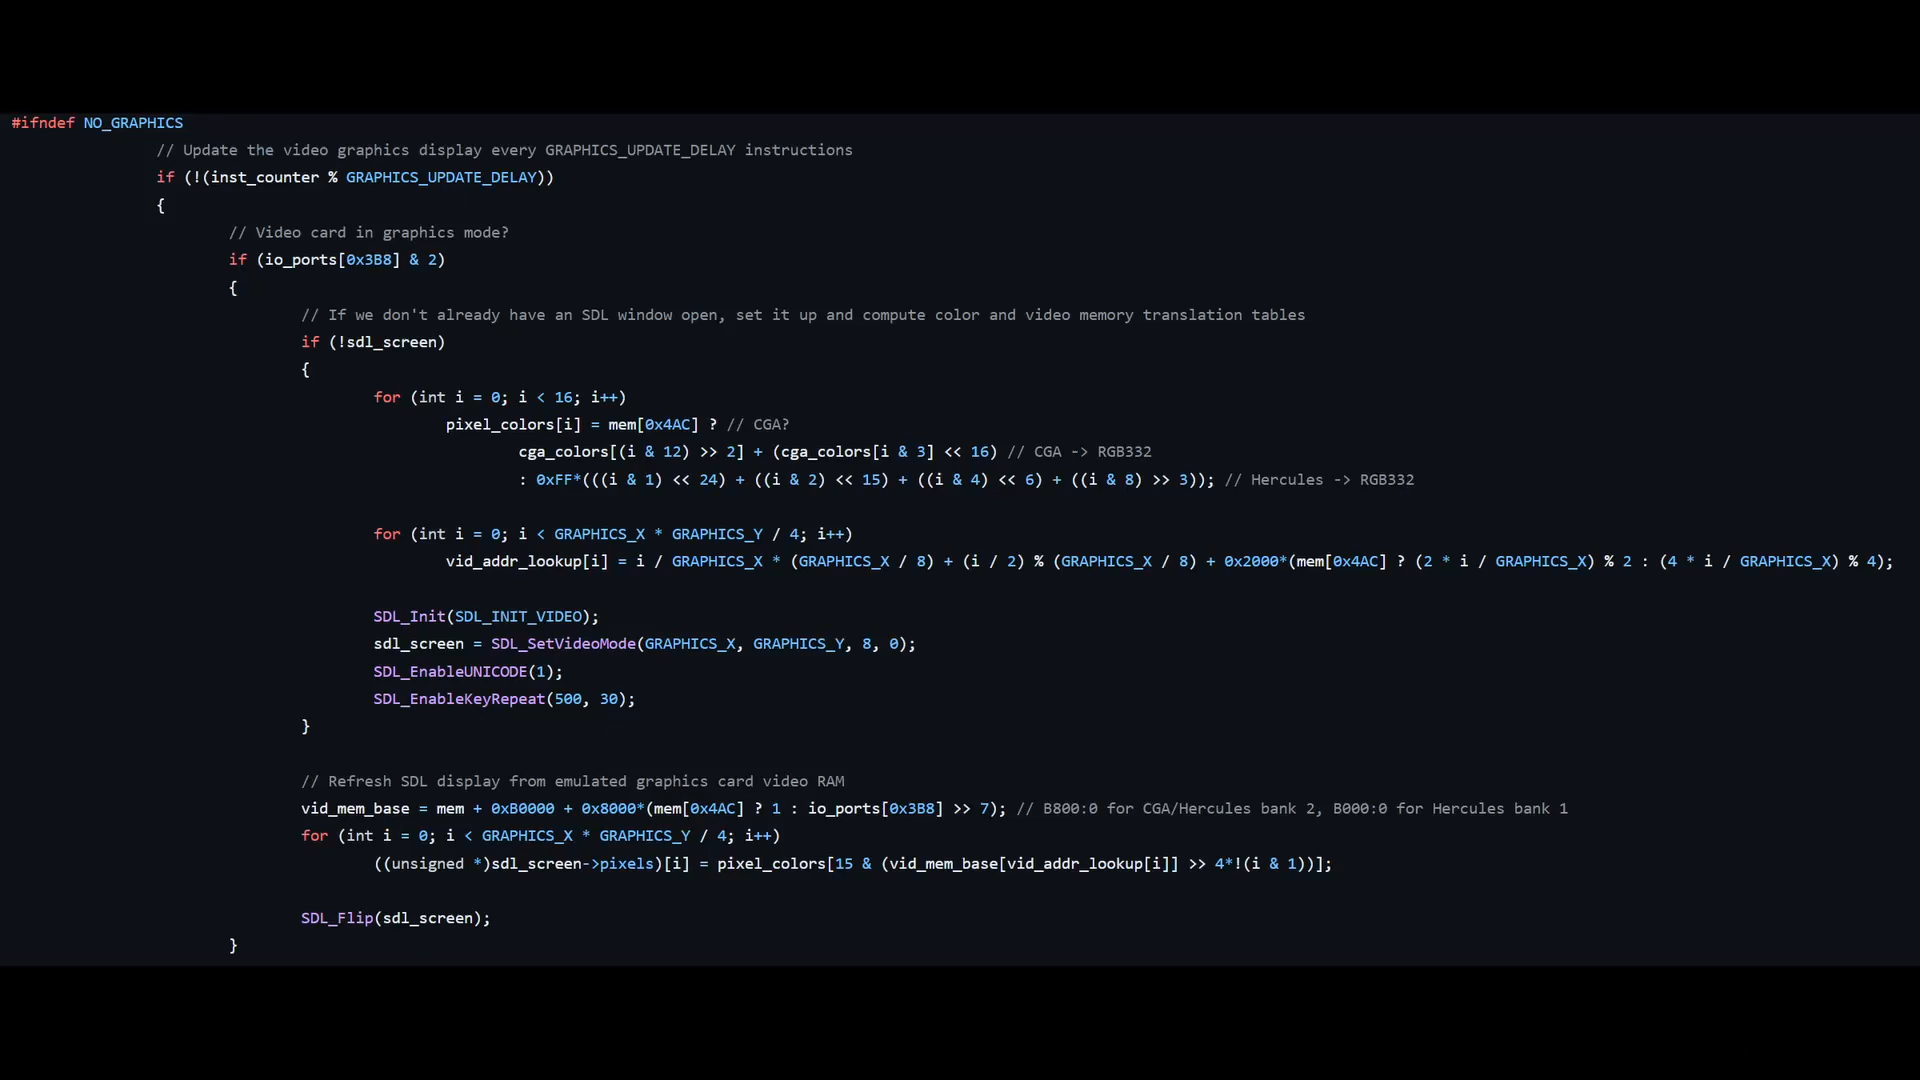 #ifndef NO_GRAPHICS
// Update the video graphics display every GRAPHICS_UPDATE_DELAY instructions
if (!(inst_counter % GRAPHICS_UPDATE_DELAY))
{
// Video card in graphics mode?
if (io_ports[0x3B8] & 2)
{
// If we don't already have an SDL window open, set it up and compute color and video memory translation tables
if (!sdl_screen)
{
for (int i = 0; i < 16; i++)
pixel_colors[i] = mem[0x4AC] ? // CGA?
cga_colors[(i & 12) >> 2] + (cga_colors[i & 3] << 16) // CGA -> RGB332
: 0xFF*(((i & 1) << 24) + ((i & 2) << 15) + ((i & 4) << 6) + ((i & 8) >> 3)); // Hercules -> RGB332
for (int i = 0; i < GRAPHICS_X * GRAPHICS_Y / 4; i++)
vid_addr_lookup[i] = i / GRAPHICS_X * (GRAPHICS_X / 8) + (i / 2) % (GRAPHICS_X / 8) + 0x2000*(mem[0x4AC] ? (2 * i / GRAPHICS_X) % 2 : (4 * i / GRAPHICS_X) % 4);
SDL_Init(SDL_INIT_VIDEO);
sdl_screen = SDL_SetVideoMode(GRAPHICS_X, GRAPHICS_Y, 8, 0);
SDL_EnableUNICODE(1);
SDL_EnableKeyRepeat(500, 30);
}
// Refresh SDL display from emulated graphics card video RAM
vid_mem_base = mem + 0xB0000 + 0x8000*(mem[0x4AC] ? 1 : io_ports[0x3B8] >> 7); // B800:0 for CGA/Hercules bank 2, B000:0 for Hercules bank 1
for (int i = 0; i < GRAPHICS_X * GRAPHICS_Y / 4; i++)
((unsigned *)sdl_screen->pixels)[i] = pixel_colors[15 & (vid_mem_base[vid_addr_lookup[i]] >> 4*!(i & 1))];
SDL_Flip(sdl_screen);
}